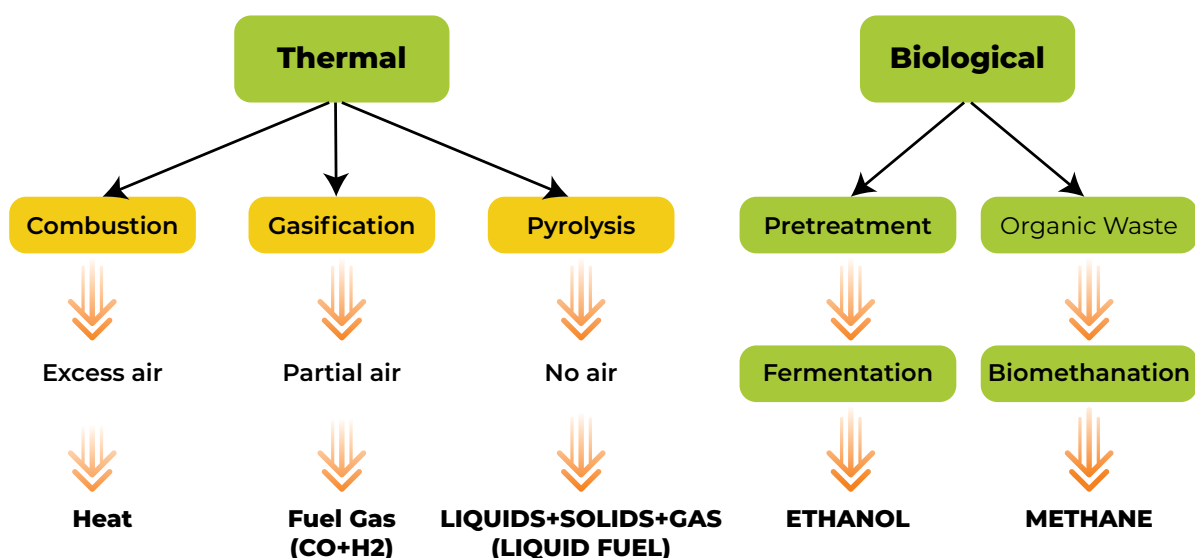 Thermal
Biological
Combustion
Gasification
Pyrolysis
Pretreatment
Organic Waste
Excess air
Partial air
No air
Fermentation
Biomethanation
Heat
Fuel Gas
(CO+H2)
LIQUIDS+SOLIDS+GAS
(LIQUID FUEL)
ETHANOL
METHANE